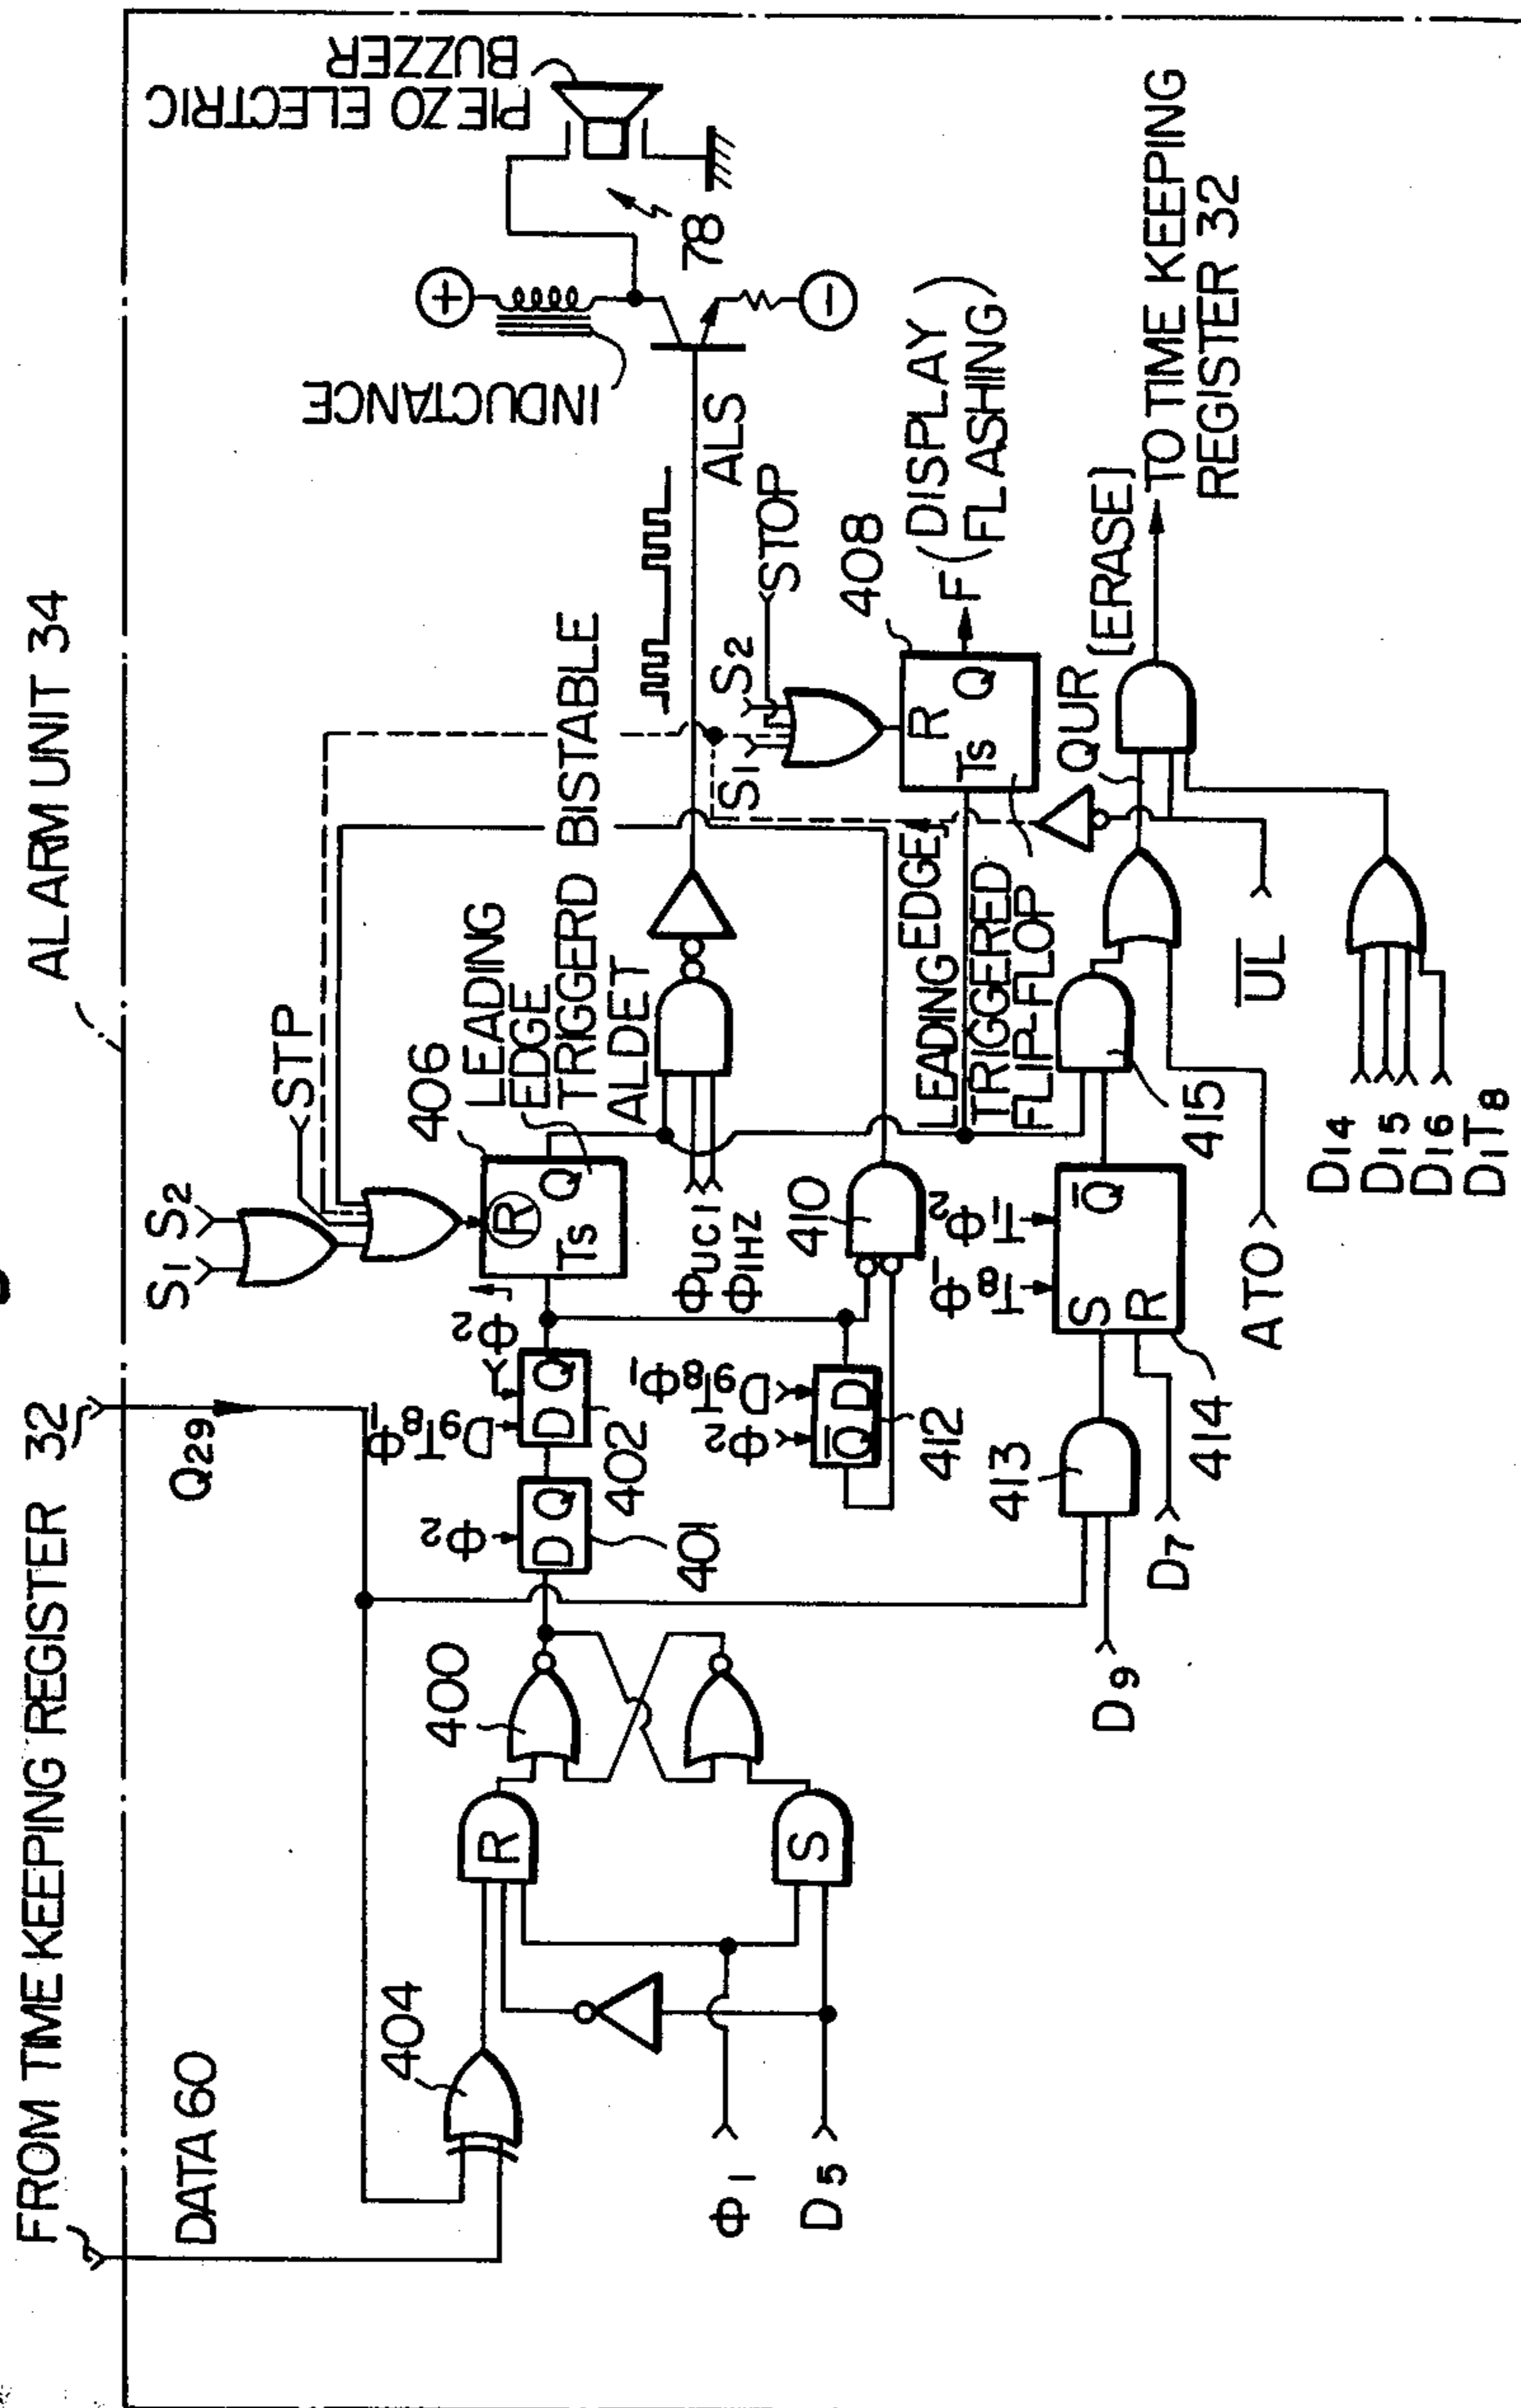 ALARM UNIT 34
FROM TIME KEEPING REGISTER 32
DATA 60
Q29
S1
S2
STP
406
LEADING
EDGE
TRIGGERD BISTABLE
ALDET
INDUCTANCE
PIEZO ELECTRIC
BUZZER
+
−
78
ALS
404
R
400
S
Φ1
D5
D Q
Φ2
401
D Q
D9T8Φ1
Φ2
402
R
Q
Ts
ΦUC1
Φ1HZ
Q̄ D
Φ2
D9T8Φ1
412
410
S1
S2
STOP
408
R
Ts
Q
F
(DISPLAY
FLASHING)
LEADING EDGE
TRIGGERED
FLIP-FLOP
D9
D7
413
414
S
R
Q̄
T8Φ1
T1Φ2
415
ATO
UL̄
QUR
[ERASE]
TO TIME KEEPING
REGISTER 32
D14
D15
D16
D1T8